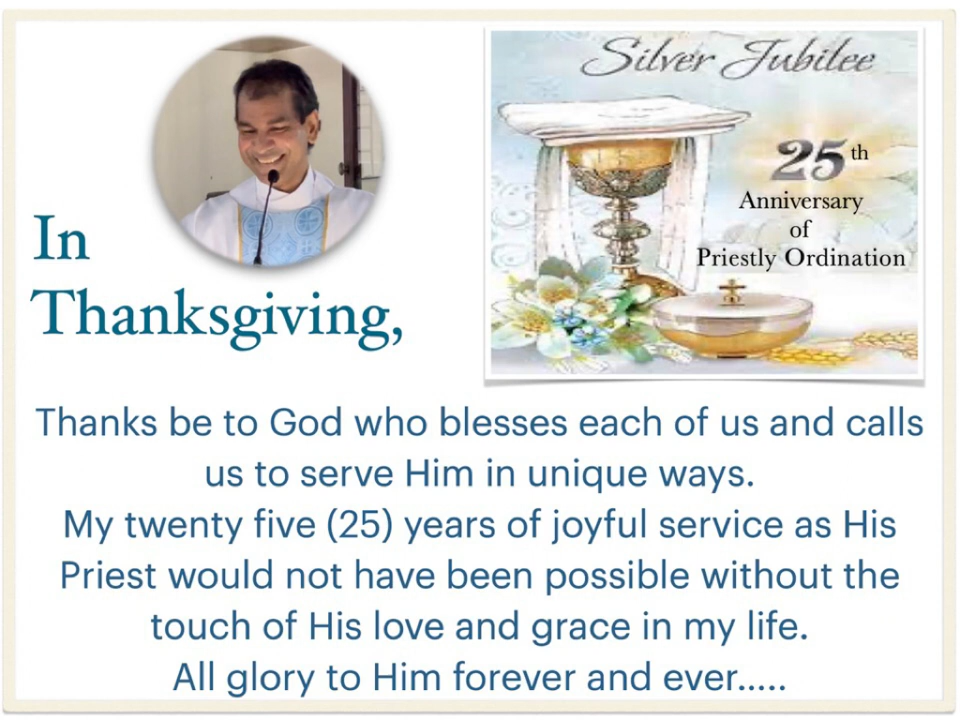 In
Thanksgiving,
Silver Jubilee
25th
Anniversary
of
Priestly Ordination
Thanks be to God who blesses each of us and calls
us to serve Him in unique ways.
My twenty five (25) years of joyful service as His
Priest would not have been possible without the
touch of His love and grace in my life.
All glory to Him forever and ever.....